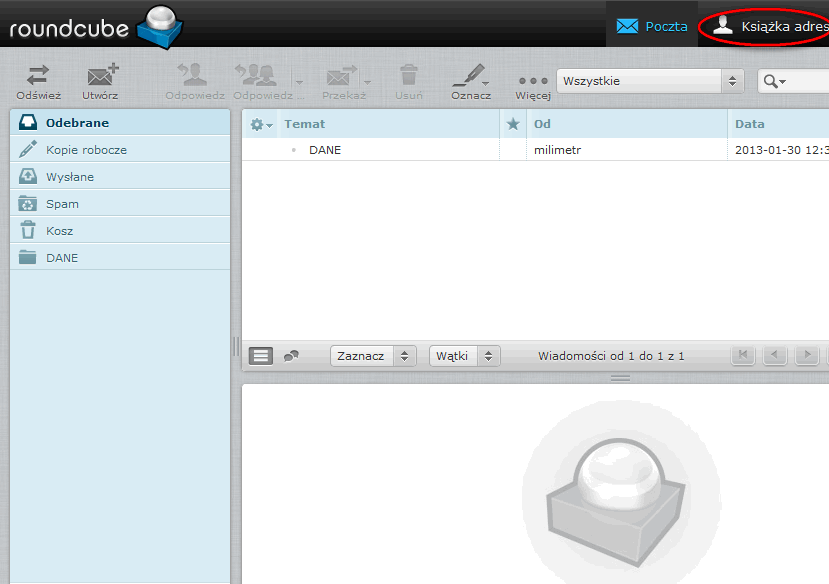 roundcube
Poczta
Książka adres
Odśwież Utwórz Odpowiedz Odpowiedz ... Przekaż Usuń Oznacz Więcej
Wszystkie
Odebrane
Kopie robocze
Wysłane
Spam
Kosz
DANE
Temat Od Data
DANE milimetr 2013-01-30 12:3
Zaznacz Wątki Wiadomości od 1 do 1 z 1